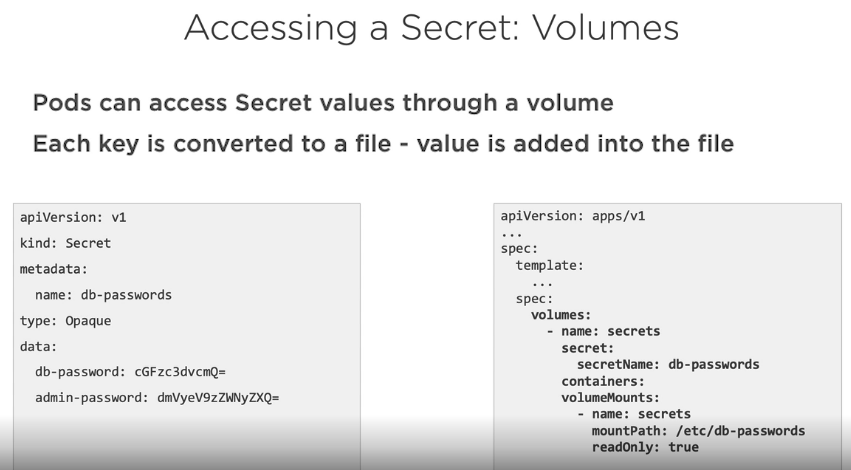 Accessing a Secret: Volumes
Pods can access Secret values through a volume
Each key is converted to a file - value is added into the file
apiVersion: v1
kind: Secret
metadata:
  name: db-passwords
type: Opaque
data:
  db-password: cGFzc3dvcmQ=
  admin-password: dmVyeV9zZWNyZXQ=
apiVersion: apps/v1
...
spec:
  template:
    ...
  spec:
    volumes:
      - name: secrets
        secret:
          secretName: db-passwords
        containers:
        volumeMounts:
          - name: secrets
            mountPath: /etc/db-passwords
            readOnly: true